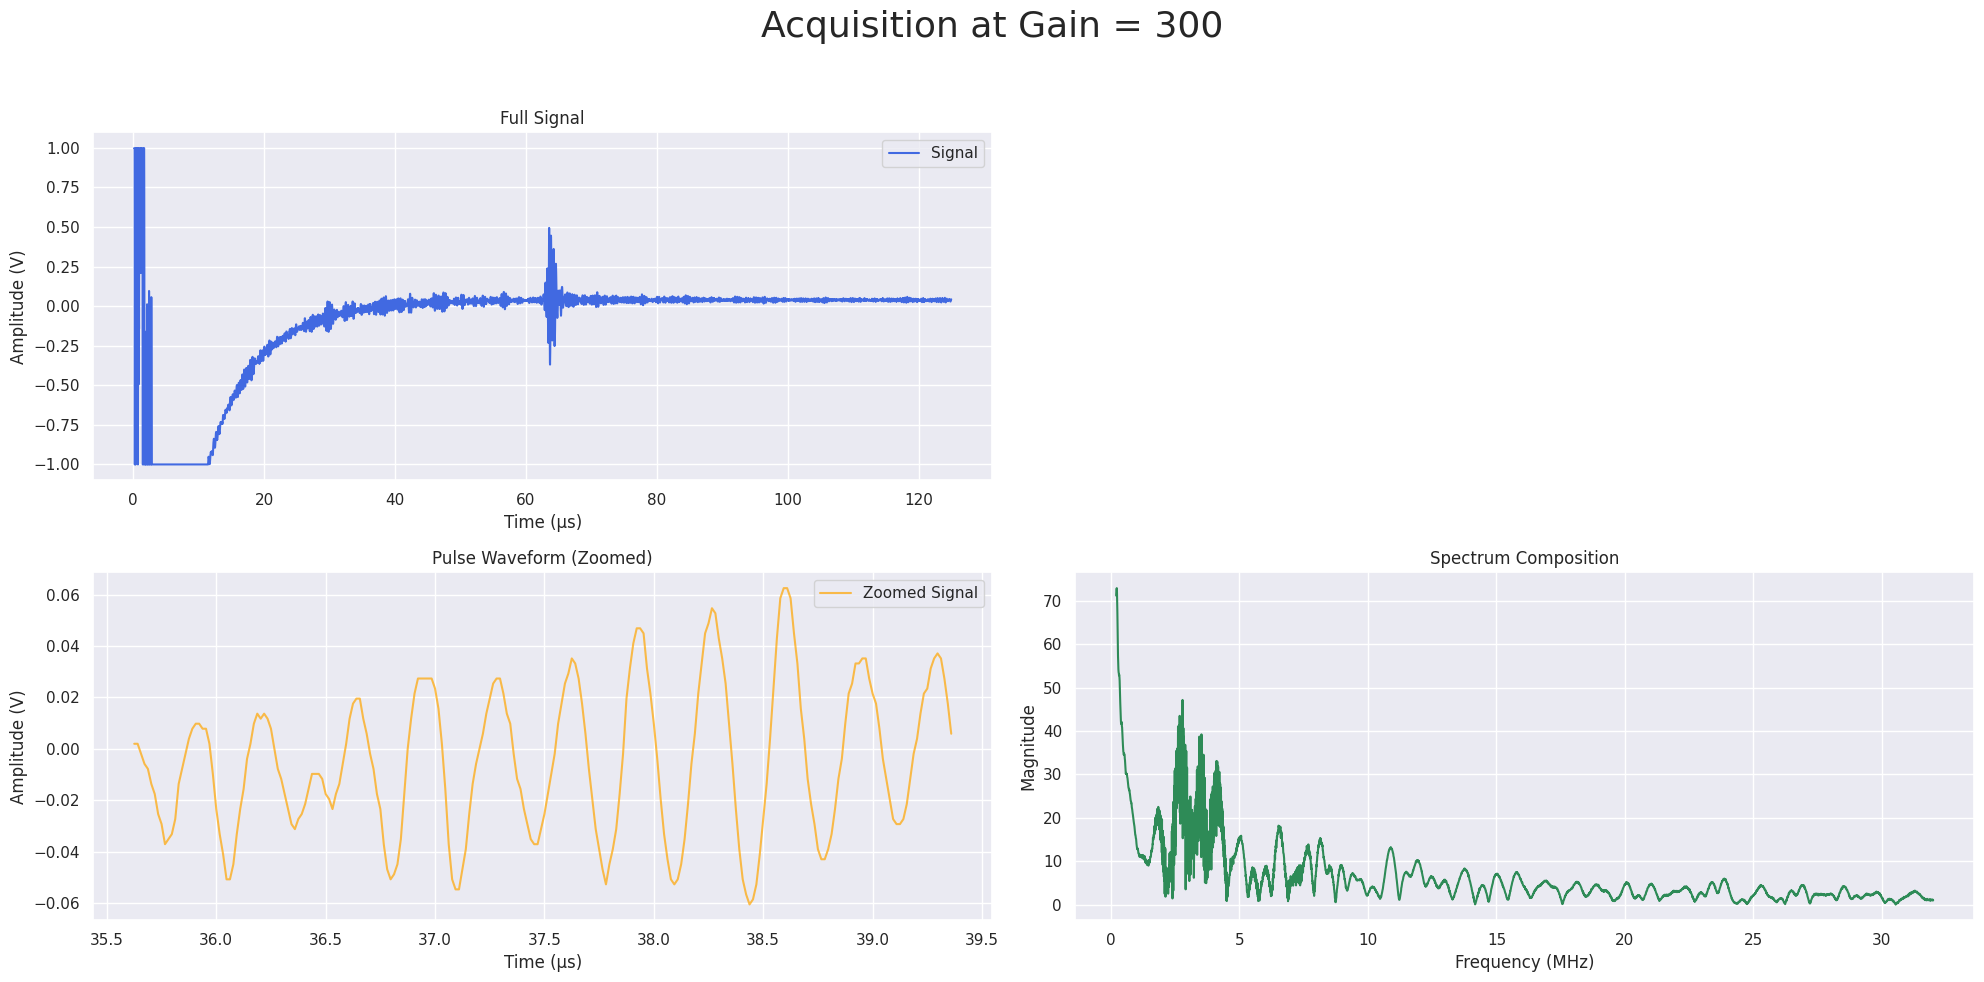 Acquisition at Gain = 300
Full Signal
Signal
1.00
0.75
0.50
0.25
0.00
−0.25
−0.50
−0.75
−1.00
Amplitude (V)
0 20 40 60 80 100 120
Time (µs)
Pulse Waveform (Zoomed)
Zoomed Signal
0.06
0.04
0.02
0.00
−0.02
−0.04
−0.06
Amplitude (V)
35.5 36.0 36.5 37.0 37.5 38.0 38.5 39.0 39.5
Time (µs)
Spectrum Composition
70
60
50
40
30
20
10
0
Magnitude
0 5 10 15 20 25 30
Frequency (MHz)